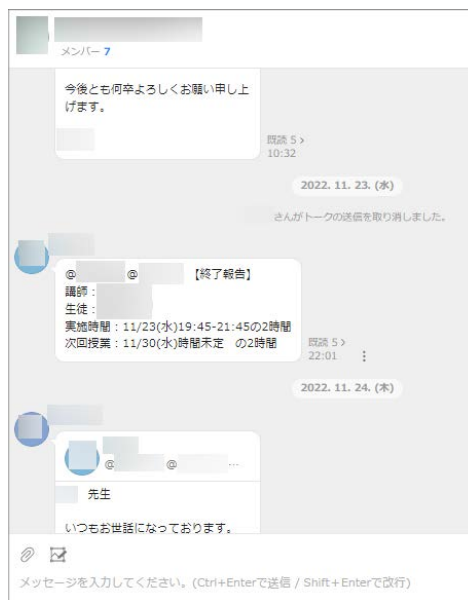 メンバー 7
今後とも何卒よろしくお願い申し上
げます。
既読 5 >
10:32
2022. 11. 23. (水)
さんがトークの送信を取り消しました。
@ @ 【終了報告】
講師：
生徒：
実施時間：11/23(水)19:45-21:45の2時間
次回授業：11/30(水)時間未定　の2時間
既読 5 >
22:01
2022. 11. 24. (木)
@ @ ...
先生
いつもお世話になっております。
メッセージを入力してください。(Ctrl+Enterで送信 / Shift+Enterで改行)